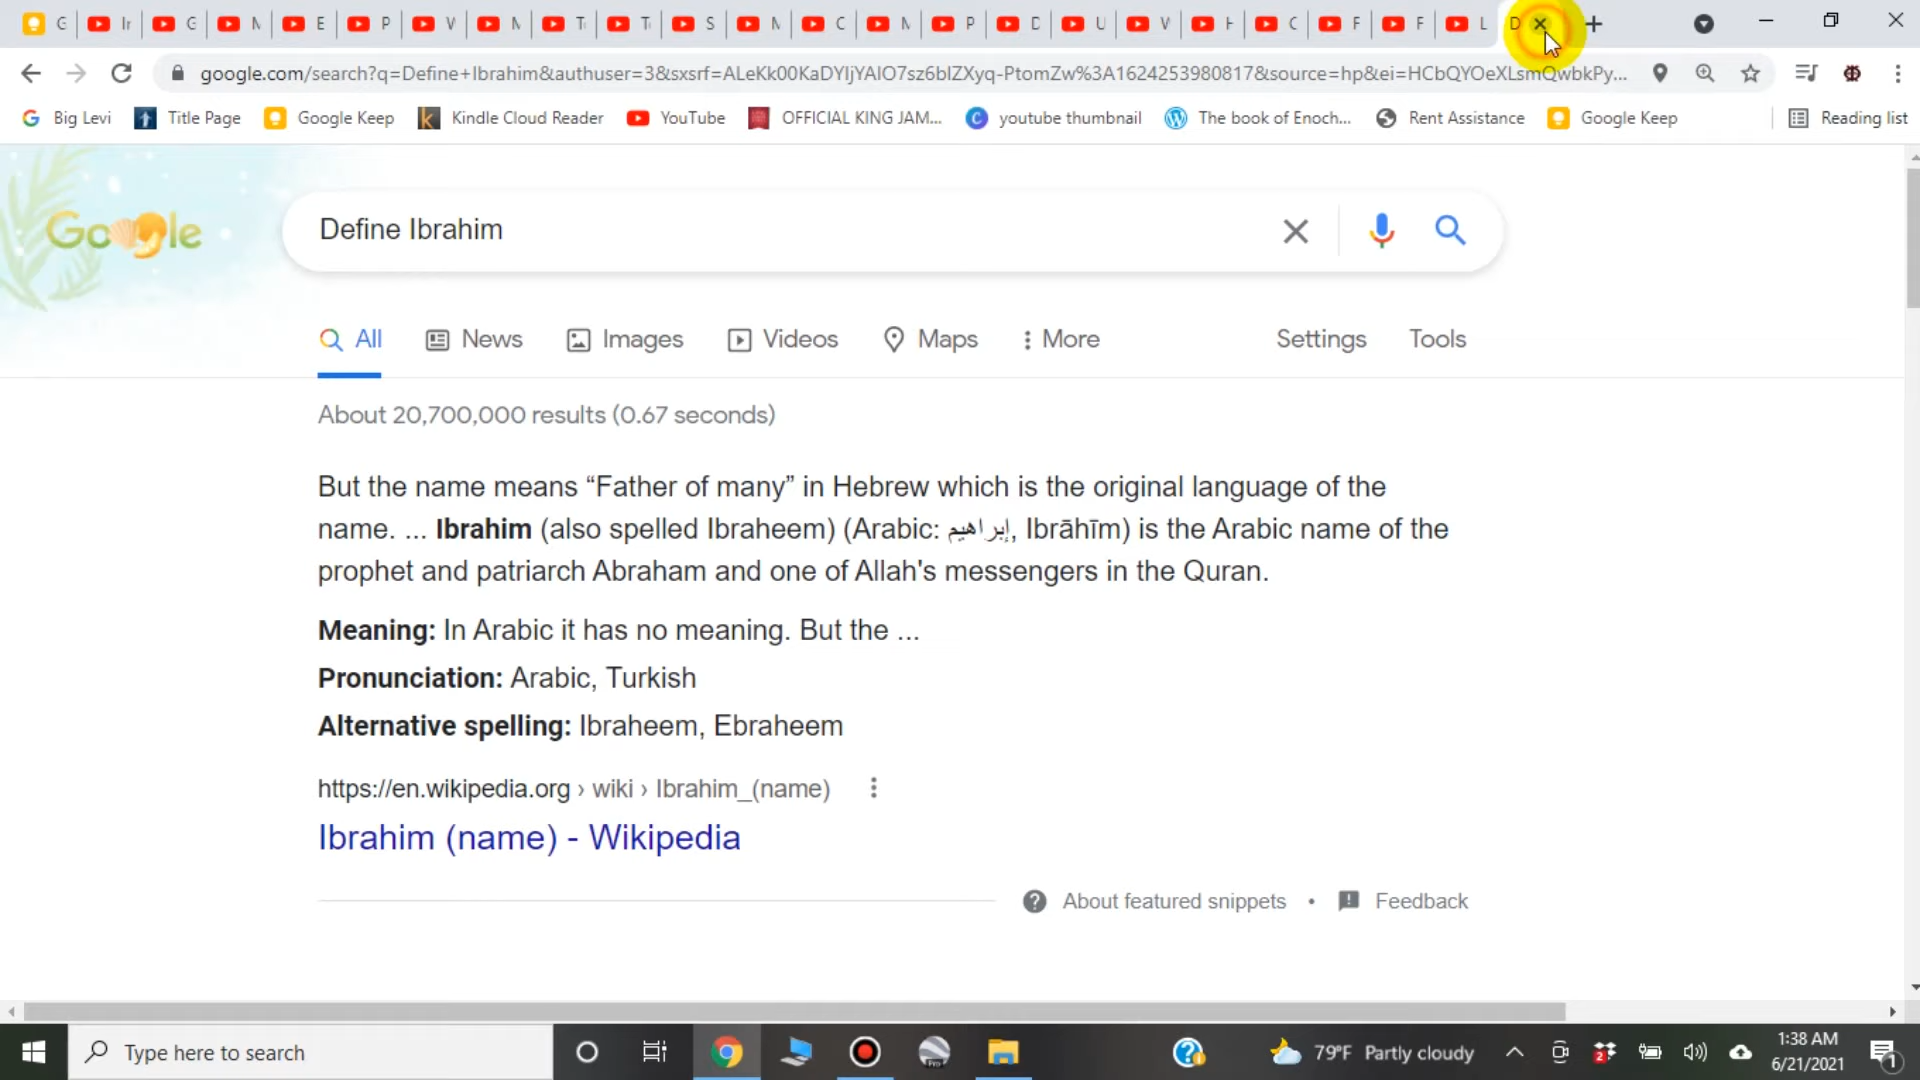 G Ir G M E P V M T T S M C M P D U V H C F F L D
google.com/search?q=Define+Ibrahim&authuser=3&sxsrf=ALeKk00KaDYIjYAIO7sz6bIZXyq-PtomZw%3A1624253980817&source=hp&ei=HCbQYOeXLsmQwbkPy...
Big Levi Title Page Google Keep Kindle Cloud Reader YouTube OFFICIAL KING JAM... youtube thumbnail The book of Enoch... Rent Assistance Google Keep Reading list
Google
Define Ibrahim
All News Images Videos Maps More Settings Tools
About 20,700,000 results (0.67 seconds)
But the name means “Father of many” in Hebrew which is the original language of the
name. ... Ibrahim (also spelled Ibraheem) (Arabic: إبراهيم, Ibrāhīm) is the Arabic name of the
prophet and patriarch Abraham and one of Allah's messengers in the Quran.
Meaning: In Arabic it has no meaning. But the ...
Pronunciation: Arabic, Turkish
Alternative spelling: Ibraheem, Ebraheem
https://en.wikipedia.org › wiki › Ibrahim_(name)
Ibrahim (name) - Wikipedia
About featured snippets • Feedback
Type here to search
79°F Partly cloudy
1:38 AM
6/21/2021